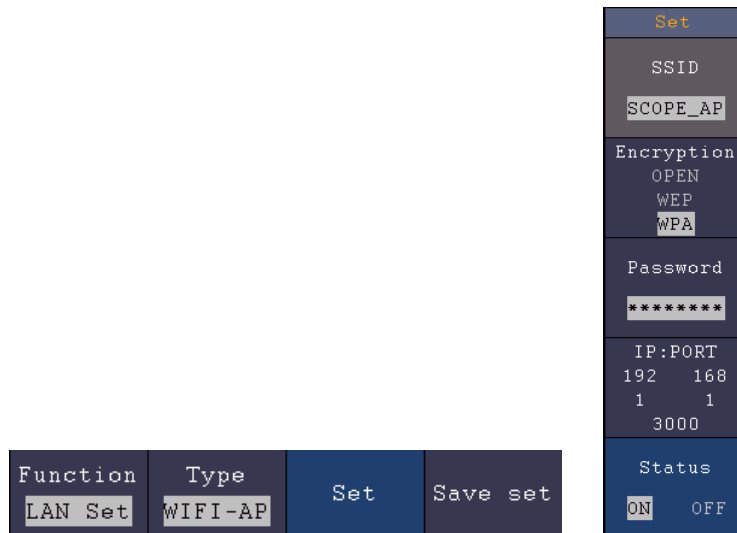 Set
SSID
SCOPE_AP
Encryption
OPEN
WEP
WPA
Password
********
IP:PORT
192 168
1 1
3000
Status
ON OFF
Function Type Set Save set
LAN Set WIFI-AP